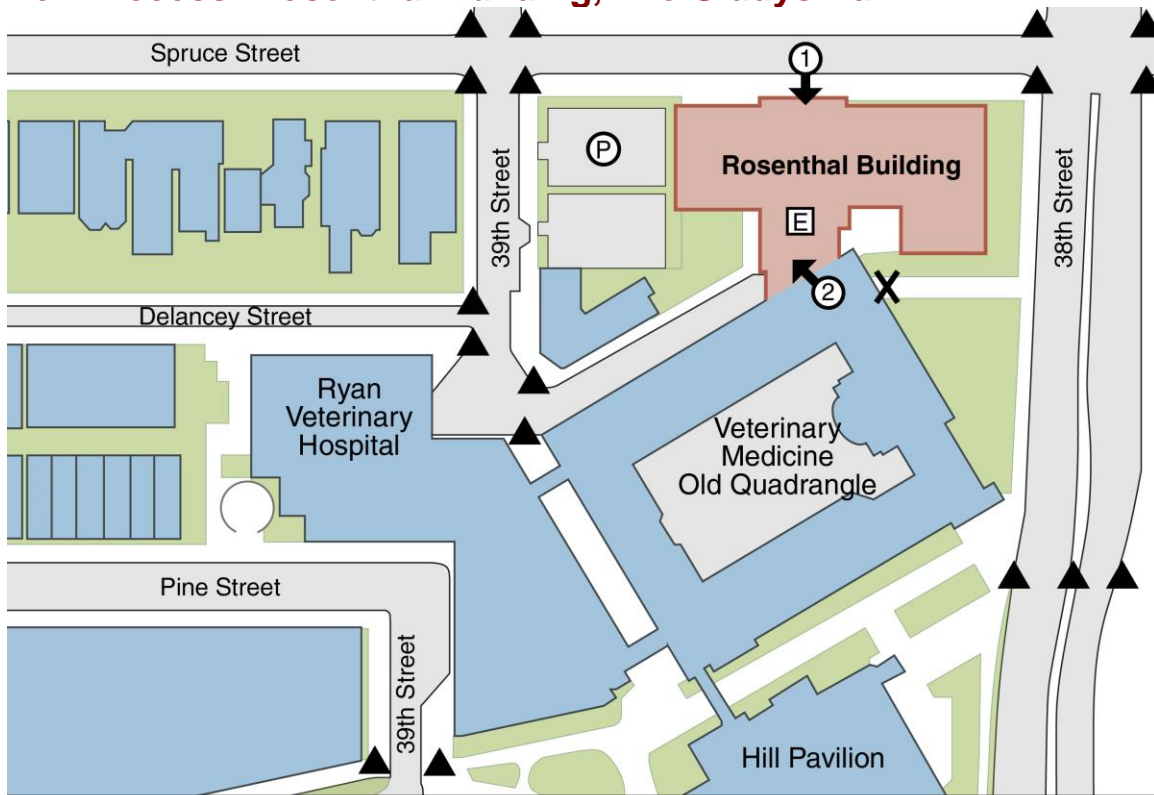 Spruce Street
1
P
39th Street
Rosenthal Building
E
38th Street
2
X
Delancey Street
Ryan
Veterinary
Hospital
Veterinary
Medicine
Old Quadrangle
Pine Street
39th Street
Hill Pavilion